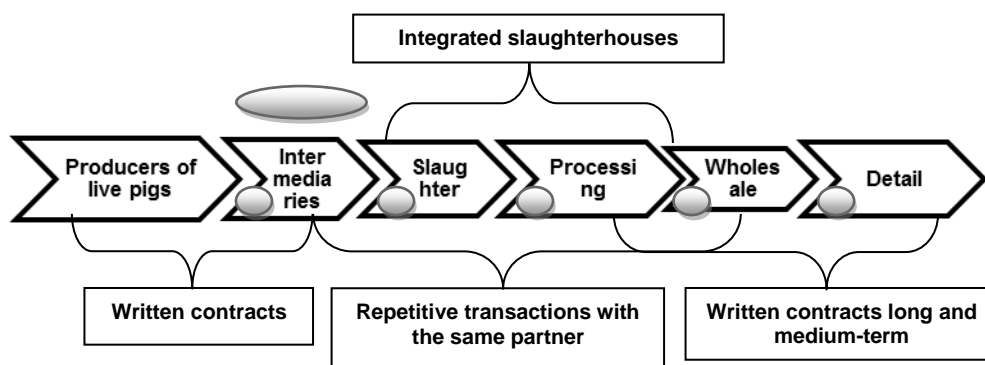 Integrated slaughterhouses
Producers of
live pigs
Inter
media
ries
Slaug
hter
Processi
ng
Wholes
ale
Detail
Written contracts
Repetitive transactions with
the same partner
Written contracts long and
medium-term